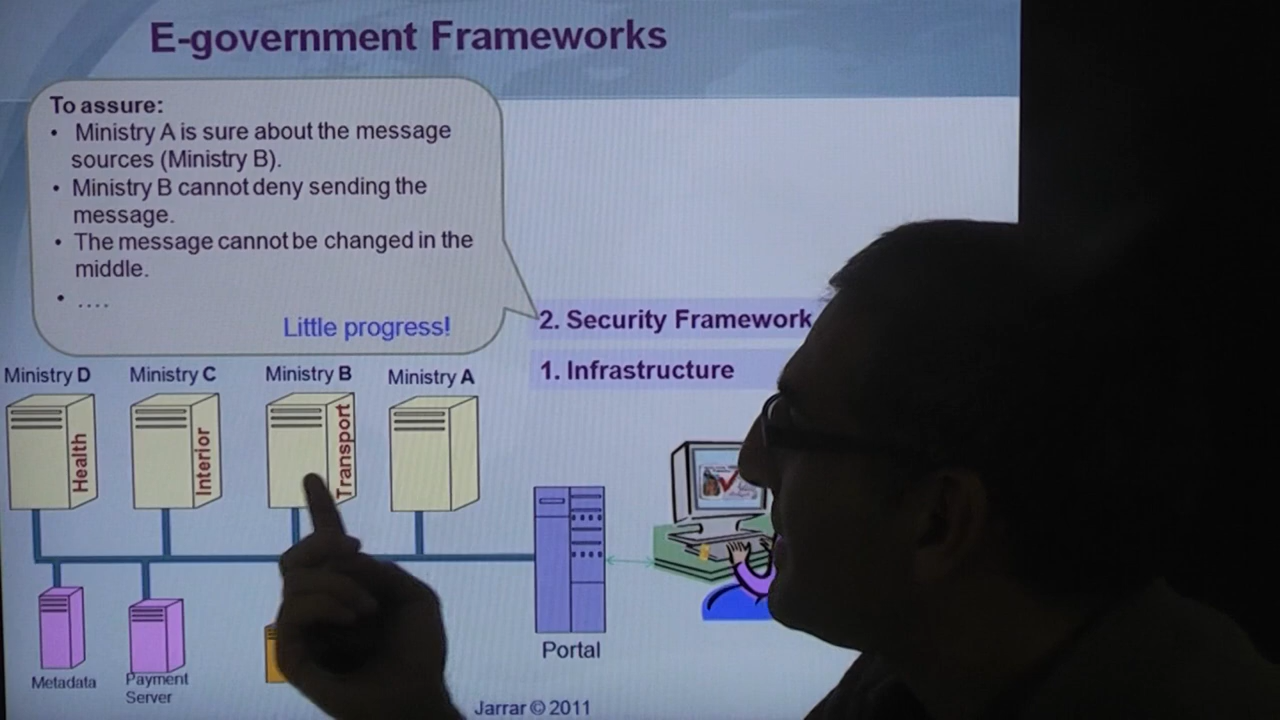 E-government Frameworks
To assure:
• Ministry A is sure about the message
sources (Ministry B).
• Ministry B cannot deny sending the
message.
• The message cannot be changed in the
middle.
• ....
Little progress!
2. Security Framework
1. Infrastructure
Ministry D
Ministry C
Ministry B
Ministry A
Health
Interior
Transport
Portal
Metadata
Payment
Server
Jarrar © 2011